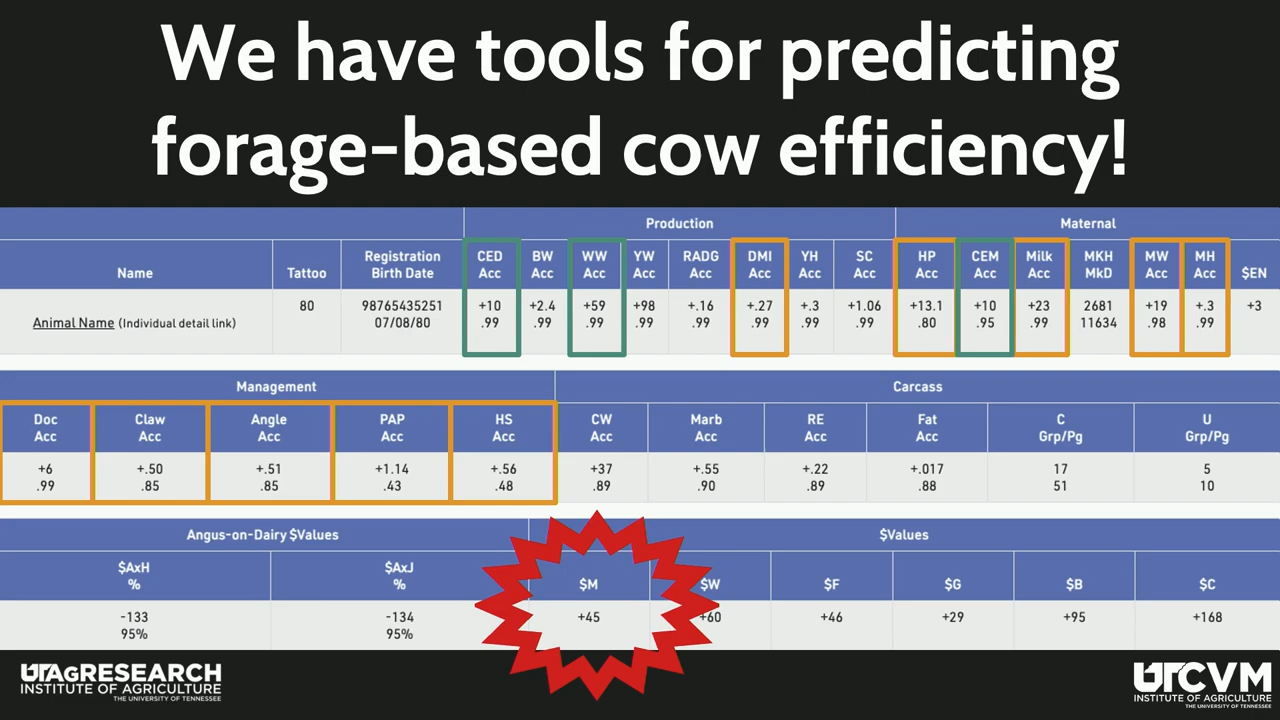 We have tools for predicting
forage-based cow efficiency!
Production Maternal
Name Tattoo Registration Birth Date CED Acc BW Acc WW Acc YW Acc RADG Acc DMI Acc YH Acc SC Acc HP Acc CEM Acc Milk Acc MKH MkD MW Acc MH Acc $EN
Animal Name (Individual detail link) 80 98765435251 07/08/80 +10 .99 +2.4 .99 +59 .99 +98 .99 +.16 .99 +.27 .99 +.3 .99 +1.06 .99 +13.1 .80 +10 .95 +23 .99 2681 11634 +19 .98 +.3 .99 +3
Management Carcass
Doc Acc Claw Acc Angle Acc PAP Acc HS Acc CW Acc Marb Acc RE Acc Fat Acc C Grp/Pg U Grp/Pg
+6 .99 +.50 .85 +.51 .85 +1.14 .43 +.56 .48 +37 .89 +.55 .90 +.22 .89 +.017 .88 17 51 5 10
Angus-on-Dairy $Values $Values
$AxH % $AxJ % $M $W $F $G $B $C
-133 95% -134 95% +45 +60 +46 +29 +95 +168
UTAgRESEARCH
INSTITUTE OF AGRICULTURE
THE UNIVERSITY OF TENNESSEE
UTCVM
INSTITUTE OF AGRICULTURE
THE UNIVERSITY OF TENNESSEE